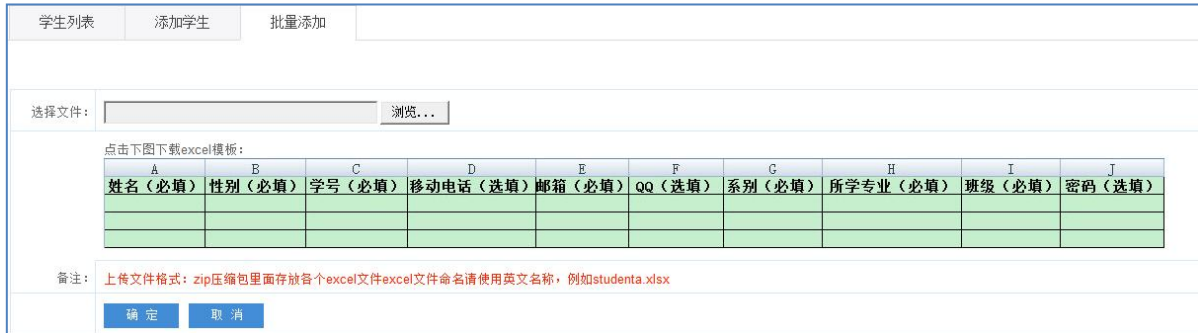 学生列表 添加学生 批量添加
选择文件： 浏览...
点击下图下载excel模板：
A B C D E F G H I J
姓名（必填） 性别（必填） 学号（必填） 移动电话（选填） 邮箱（必填） QQ（选填） 系别（必填） 所学专业（必填） 班级（必填） 密码（选填）
备注： 上传文件格式：zip压缩包里面存放各个excel文件excel文件命名请使用英文名称，例如studenta.xlsx
确 定 取 消